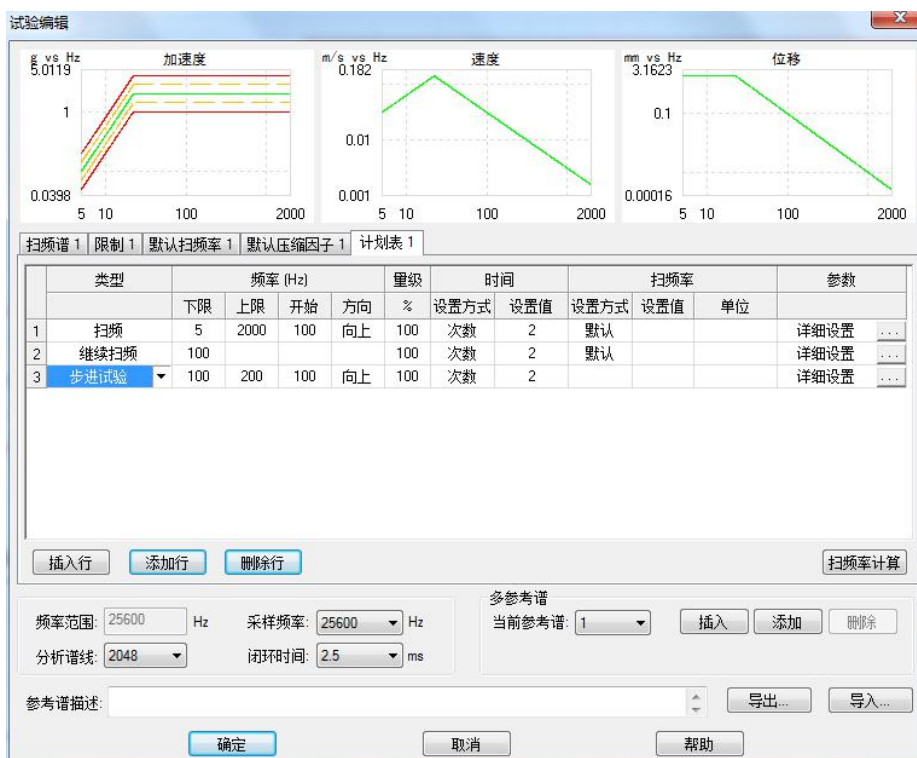 试验编辑
g vs Hz 加速度
5.0119
1
0.0398
5 10 100 2000
m/s vs Hz 速度
0.182
0.01
0.001
5 10 100 2000
mm vs Hz 位移
3.1623
0.1
0.00016
5 10 100 2000
扫频谱 1 限制 1 默认扫频率 1 默认压缩因子 1 计划表 1
类型 频率 (Hz) 量级 时间 扫频率 参数
下限 上限 开始 方向 % 设置方式 设置值 设置方式 设置值 单位
1 扫频 5 2000 100 向上 100 次数 2 默认 详细设置 ...
2 继续扫频 100 100 次数 2 默认 详细设置 ...
3 步进试验 100 200 100 向上 100 次数 2 详细设置 ...
插入行 添加行 删除行 扫频率计算
多参考谱
频率范围: 25600 Hz 采样频率: 25600 Hz 当前参考谱: 1 插入 添加 删除
分析谱线: 2048 闭环时间: 2.5 ms
参考谱描述: 导出... 导入...
确定 取消 帮助